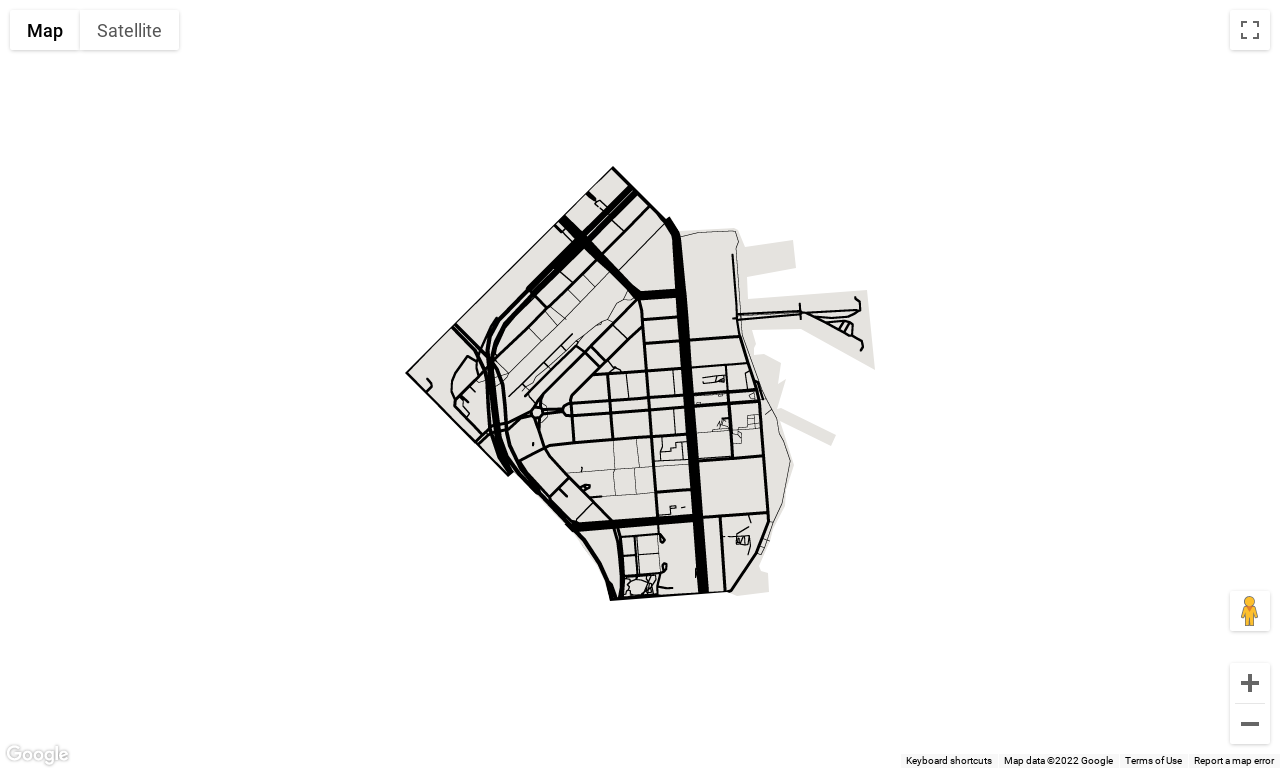 Map
Satellite
Google
Keyboard shortcuts
Map data ©2022 Google
Terms of Use
Report a map error